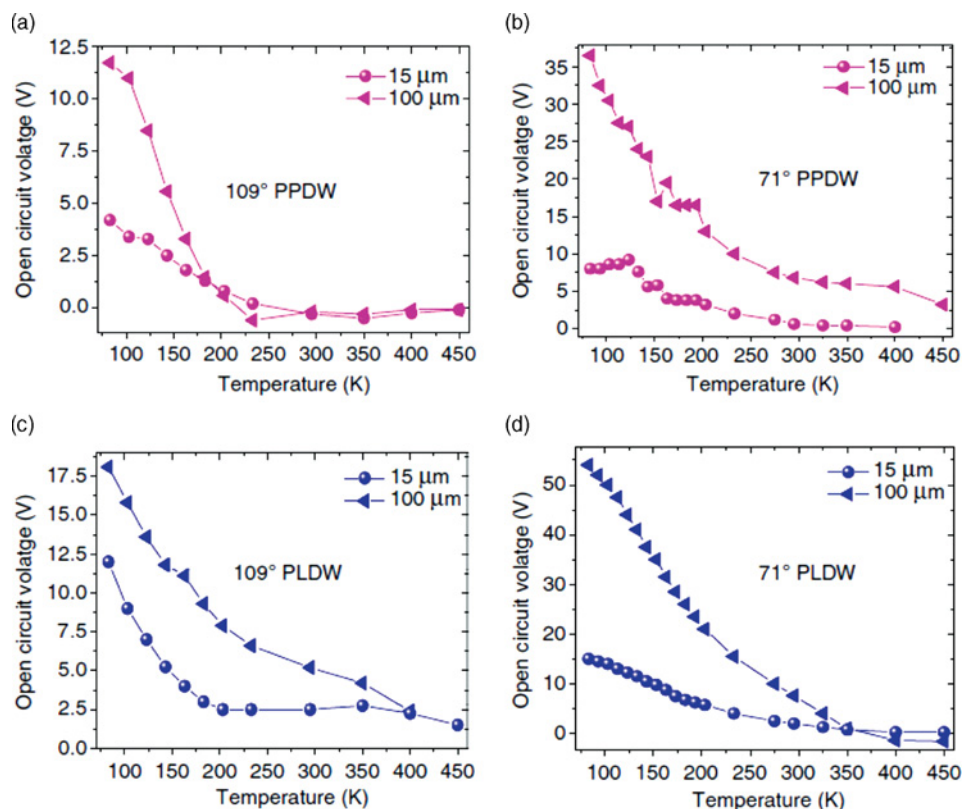 (a)
Open circuit volatge (V)
12.5
10.0
7.5
5.0
2.5
0.0
15 µm
100 µm
109° PPDW
100 150 200 250 300 350 400 450
Temperature (K)
(b)
Open circuit volatge (V)
35
30
25
20
15
10
5
0
15 µm
100 µm
71° PPDW
100 150 200 250 300 350 400 450
Temperature (K)
(c)
Open circuit volatge (V)
17.5
15.0
12.5
10.0
7.5
5.0
2.5
0.0
15 µm
100 µm
109° PLDW
100 150 200 250 300 350 400 450
Temperature (K)
(d)
Open circuit volatge (V)
50
40
30
20
10
0
15 µm
100 µm
71° PLDW
100 150 200 250 300 350 400 450
Temperature (K)